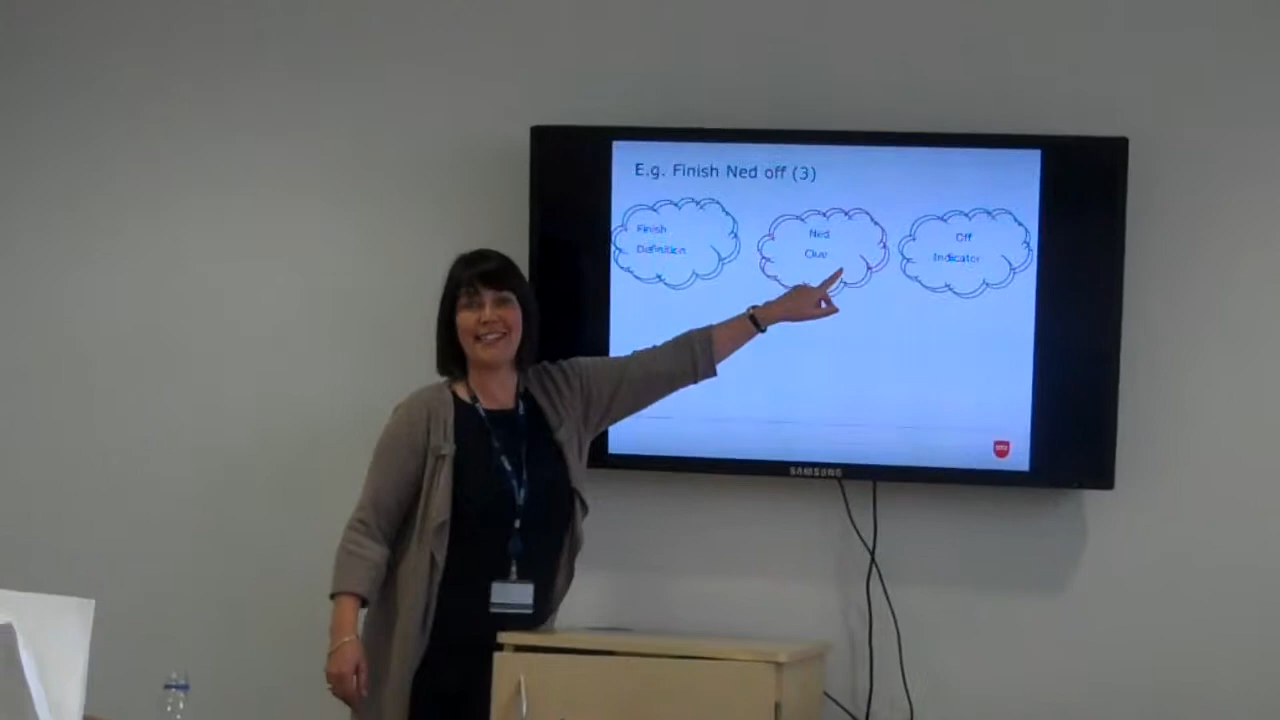 E.g. Finish Ned off (3)
Finish
Definition
Ned
Clue
Off
Indicator
SAMSUNG